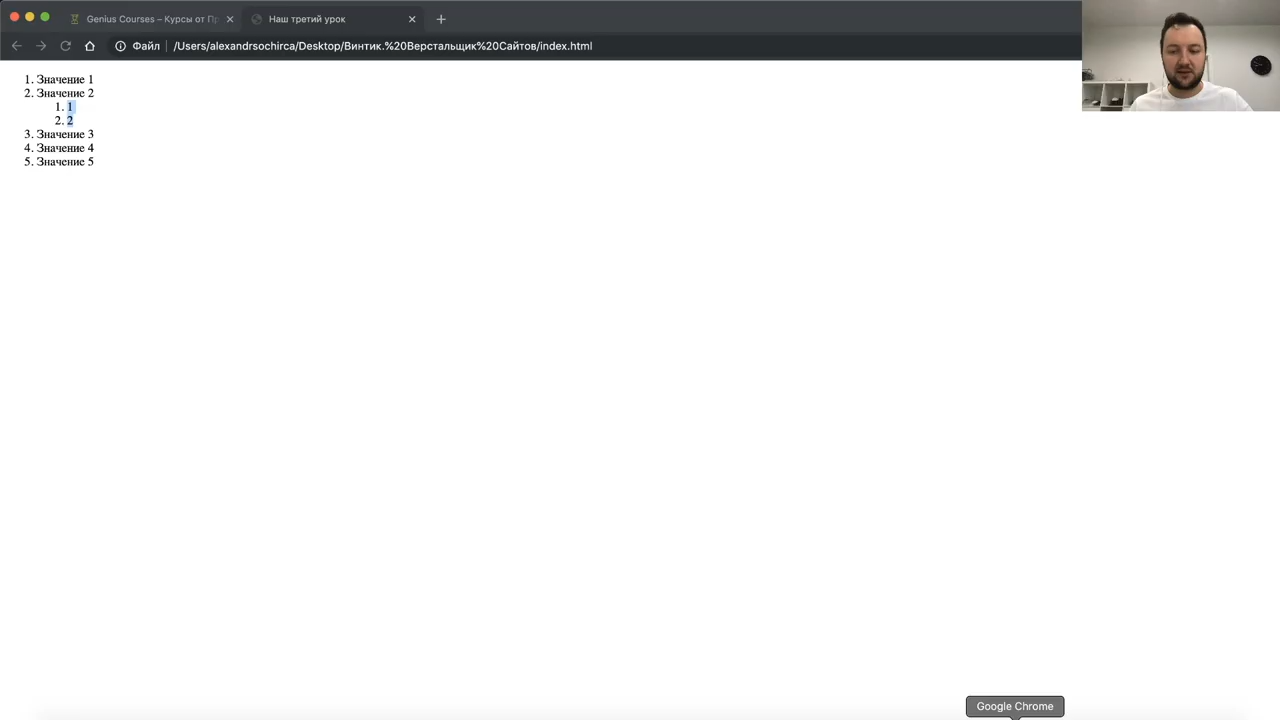 Genius Courses – Курсы от Пр
Наш третий урок
Файл
/Users/alexandrsochirca/Desktop/Винтик.%20Верстальщик%20Сайтов/index.html
1. Значение 1
2. Значение 2
1. 1
2. 2
3. Значение 3
4. Значение 4
5. Значение 5
Google Chrome